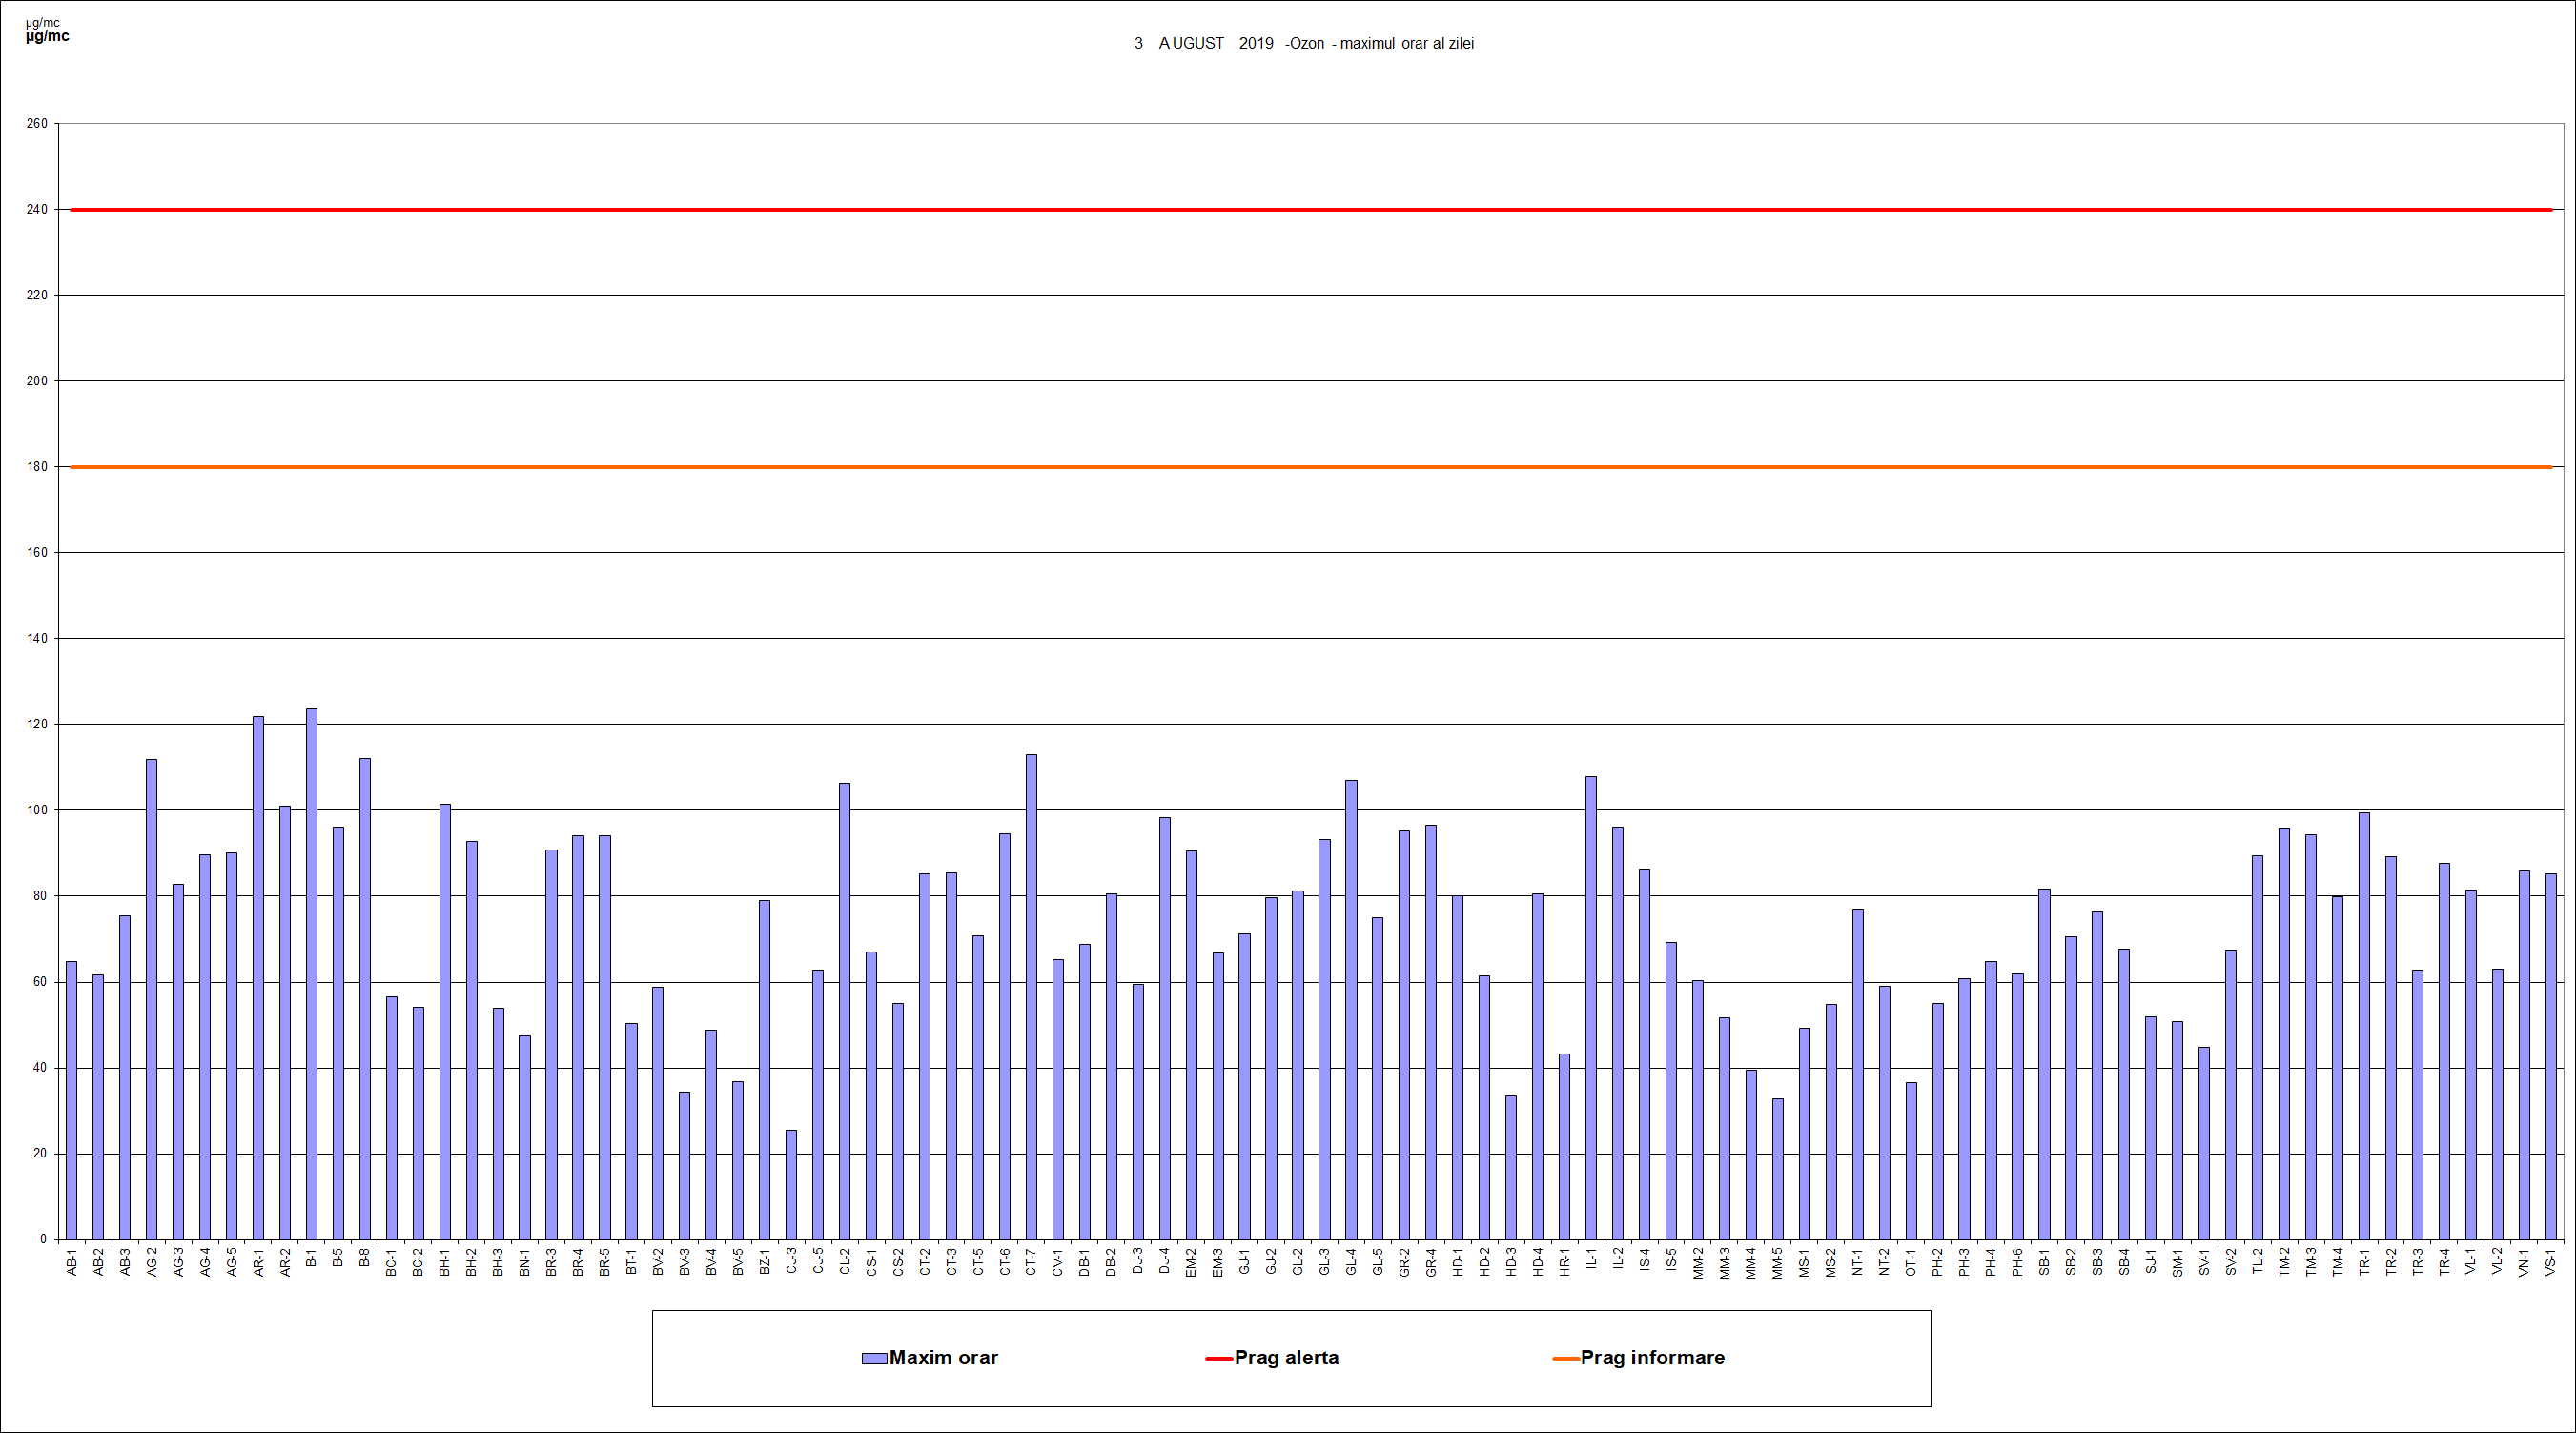 µg/mc
µg/mc
3 AUGUST 2019 -Ozon - maximul orar al zilei
260
240
220
200
180
160
140
120
100
80
60
40
20
0
AB-1 AB-2 AB-3 AG-2 AG-3 AG-4 AG-5 AR-1 AR-2 B-1 B-5 B-8 BC-1 BC-2 BH-1 BH-2 BH-3 BN-1 BR-3 BR-4 BR-5 BT-1 BV-2 BV-3 BV-4 BV-5 BZ-1 CJ-3 CJ-5 CL-2 CS-1 CS-2 CT-2 CT-3 CT-5 CT-6 CT-7 CV-1 DB-1 DB-2 DJ-3 DJ-4 EM-2 EM-3 GJ-1 GJ-2 GL-2 GL-3 GL-4 GL-5 GR-2 GR-4 HD-1 HD-2 HD-3 HD-4 HR-1 IL-1 IL-2 IS-4 IS-5 MM-2 MM-3 MM-4 MM-5 MS-1 MS-2 NT-1 NT-2 OT-1 PH-2 PH-3 PH-4 PH-6 SB-1 SB-2 SB-3 SB-4 SJ-1 SM-1 SV-1 SV-2 TL-2 TM-2 TM-3 TM-4 TR-1 TR-2 TR-3 TR-4 VL-1 VL-2 VN-1 VS-1
Maxim orar Prag alerta Prag informare